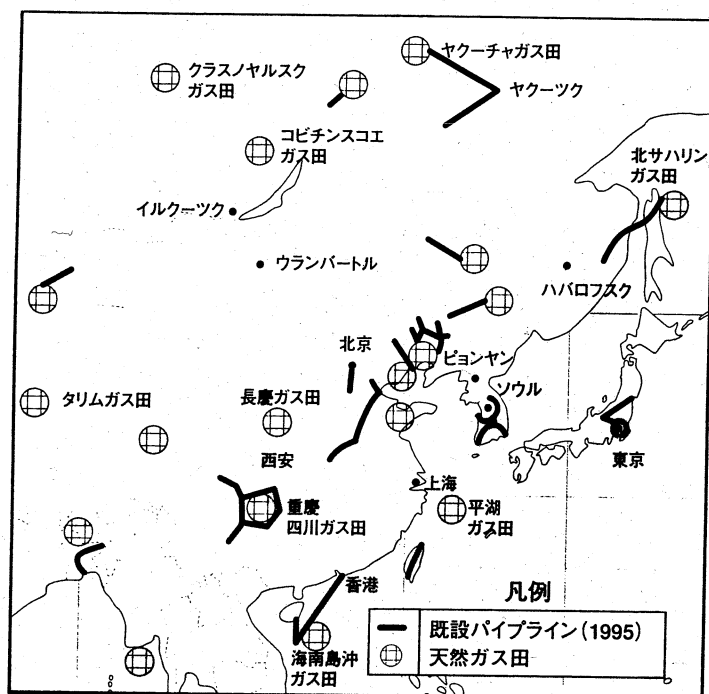 ヤクーチャガス田
クラスノヤルスク
ガス田
ヤクーツク
コビチンスコエ
ガス田
北サハリン
ガス田
イルクーツク
ウランバートル
ハバロフスク
北京
ピョンヤン
ソウル
タリムガス田
長慶ガス田
西安
東京
上海
重慶
四川ガス田
平湖
ガス田
香港
海南島沖
ガス田
凡例
既設パイプライン(1995)
天然ガス田